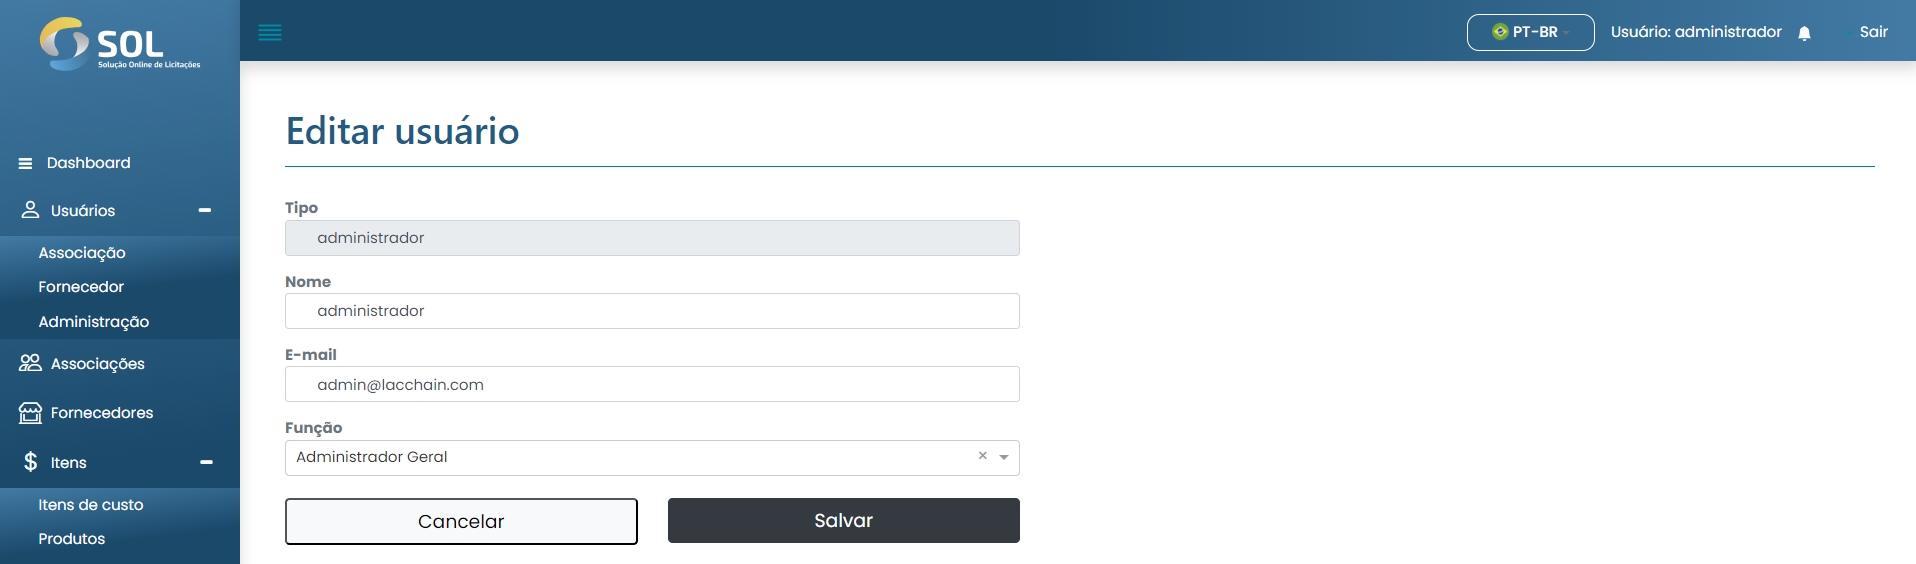 SOL
Solução Online de Licitações
PT-BR
Usuário: administrador
Sair
Dashboard
Usuários
Associação
Fornecedor
Administração
Associações
Fornecedores
Itens
Itens de custo
Produtos
Editar usuário
Tipo
administrador
Nome
administrador
E-mail
admin@lacchain.com
Função
Administrador Geral
Cancelar
Salvar